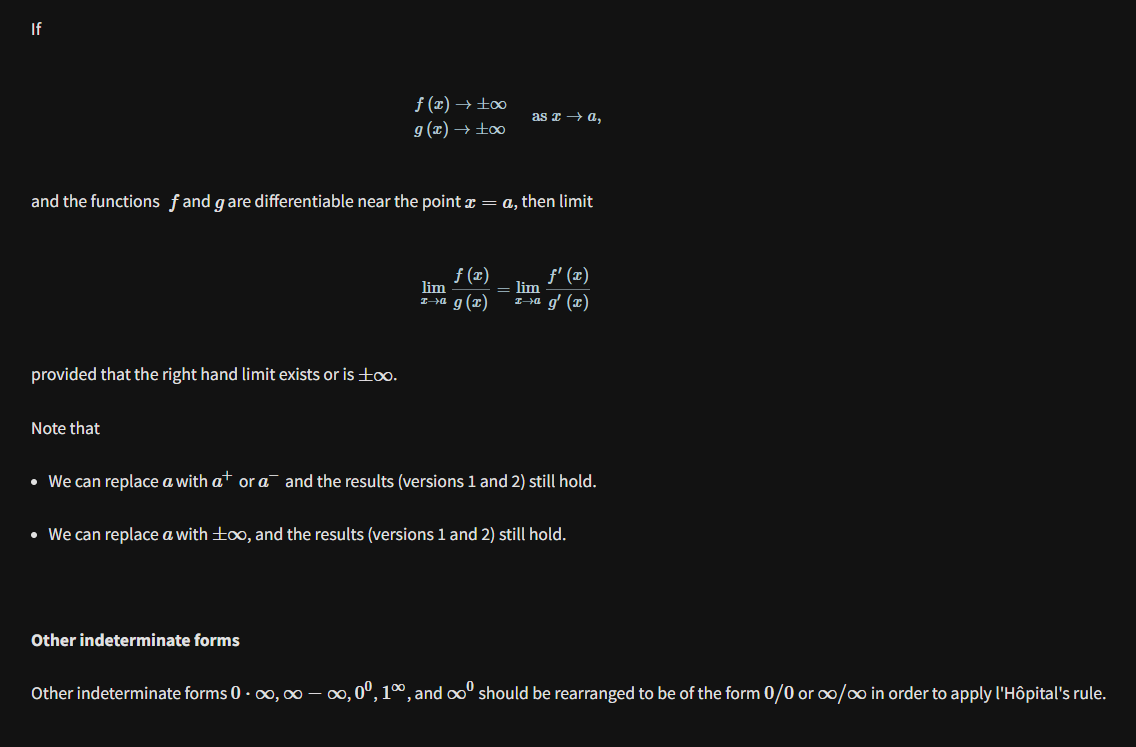 If
f (x) → ±∞
g (x) → ±∞
as x → a,
and the functions f and g are differentiable near the point x = a, then limit
lim x→a f (x) / g (x) = lim x→a f′ (x) / g′ (x)
provided that the right hand limit exists or is ±∞.
Note that
• We can replace a with a⁺ or a⁻ and the results (versions 1 and 2) still hold.
• We can replace a with ±∞, and the results (versions 1 and 2) still hold.
Other indeterminate forms
Other indeterminate forms 0 · ∞, ∞ − ∞, 0⁰, 1^∞, and ∞⁰ should be rearranged to be of the form 0/0 or ∞/∞ in order to apply l'Hôpital's rule.